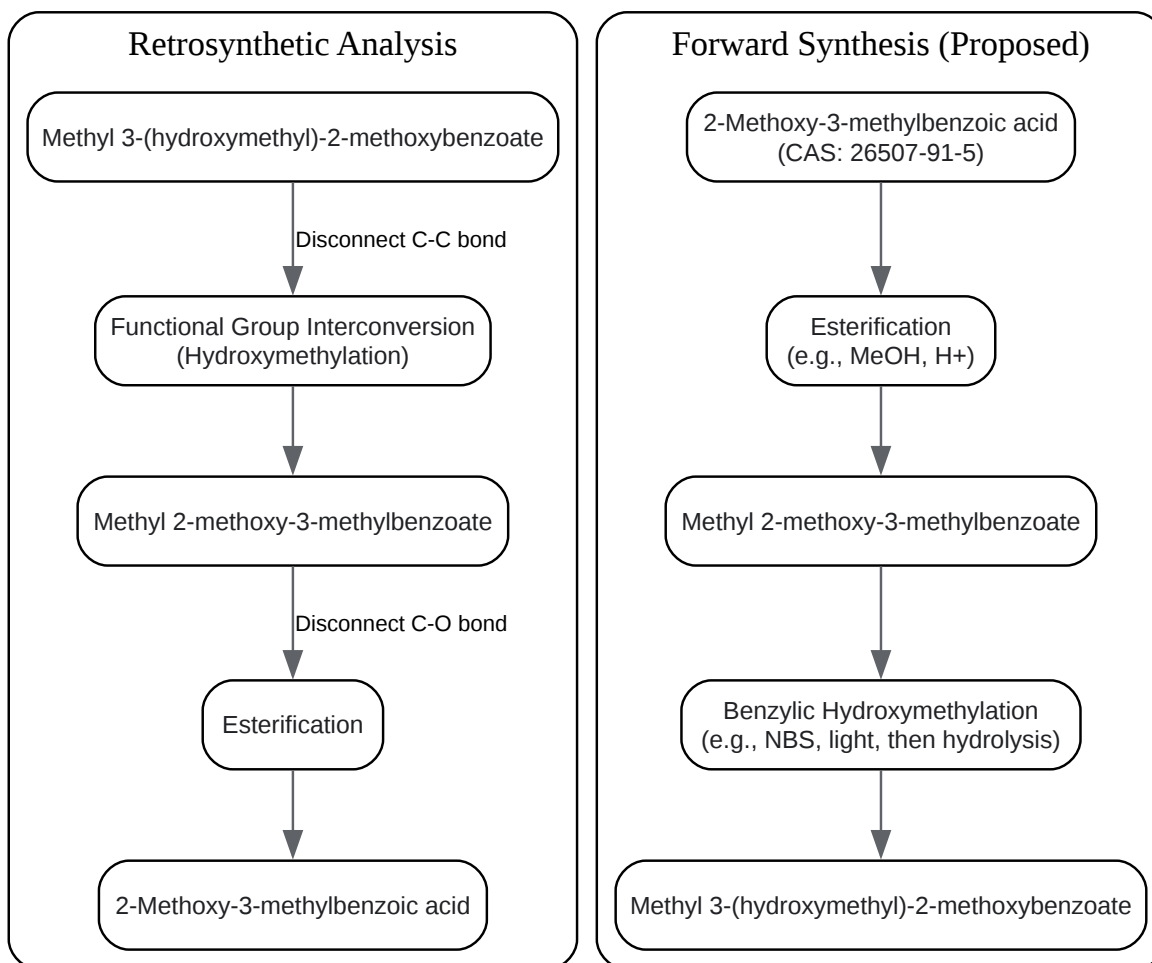 Retrosynthetic Analysis
Methyl 3-(hydroxymethyl)-2-methoxybenzoate
Disconnect C-C bond
Functional Group Interconversion
(Hydroxymethylation)
Methyl 2-methoxy-3-methylbenzoate
Disconnect C-O bond
Esterification
2-Methoxy-3-methylbenzoic acid
Forward Synthesis (Proposed)
2-Methoxy-3-methylbenzoic acid
(CAS: 26507-91-5)
Esterification
(e.g., MeOH, H+)
Methyl 2-methoxy-3-methylbenzoate
Benzylic Hydroxymethylation
(e.g., NBS, light, then hydrolysis)
Methyl 3-(hydroxymethyl)-2-methoxybenzoate